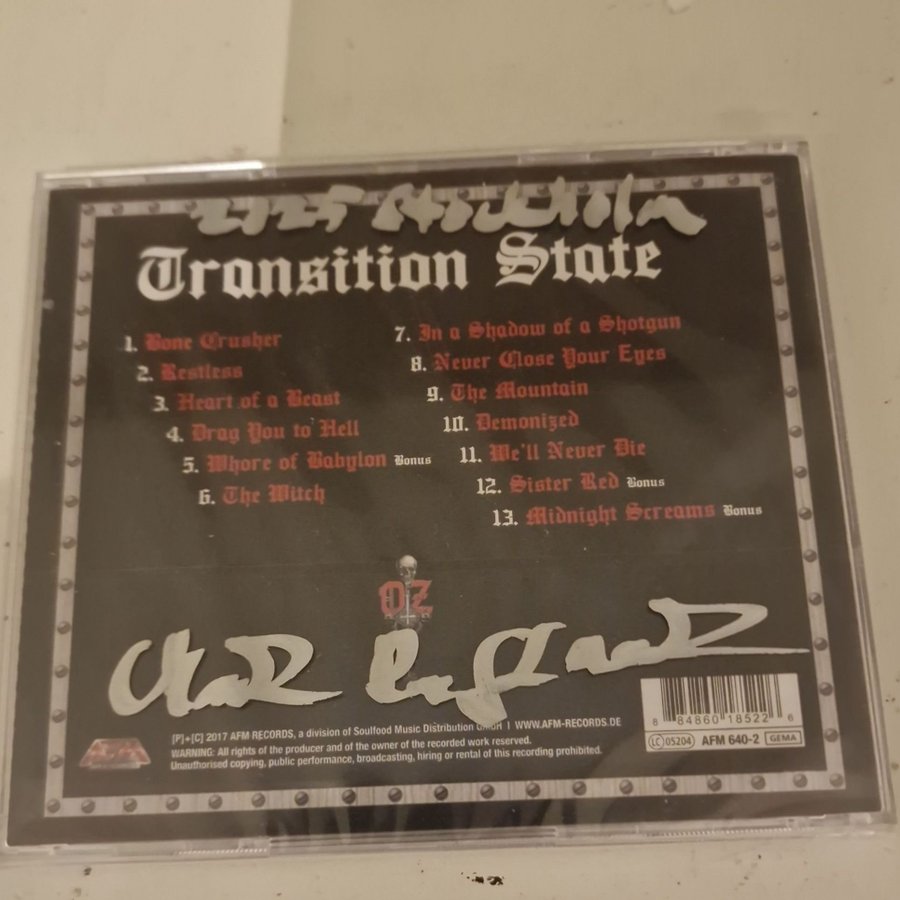 Transition State
1. Bone Crusher
2. Restless
3. Heart of a Beast
4. Drag You to Hell
5. Whore of Babylon Bonus
6. The Witch
7. In a Shadow of a Shotgun
8. Never Close Your Eyes
9. The Mountain
10. Demonized
11. We'll Never Die
12. Sister Red Bonus
13. Midnight Screams Bonus
OZ
[P]+[C] 2017 AFM RECORDS, a division of Soulfood Music Distribution GmbH | WWW.AFM-RECORDS.DE
WARNING: All rights of the producer and of the owner of the recorded work reserved.
Unauthorised copying, public performance, broadcasting, hiring or rental of this recording prohibited.
8 84860 18522 6
LC 05204 AFM 640-2 GEMA